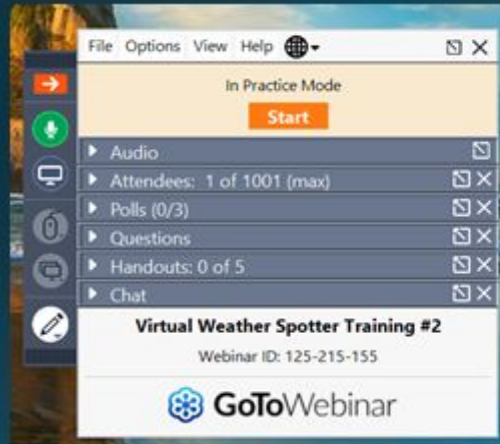 File Options View Help
In Practice Mode
Start
Audio
Attendees: 1 of 1001 (max)
Polls (0/3)
Questions
Handouts: 0 of 5
Chat
Virtual Weather Spotter Training #2
Webinar ID: 125-215-155
GoToWebinar